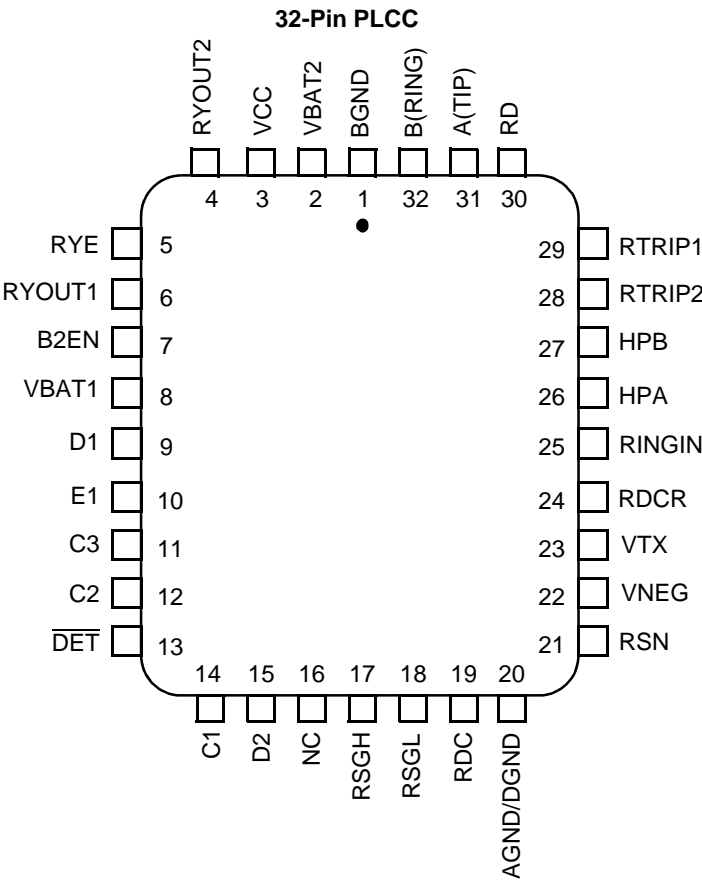 32-Pin PLCC
RYOUT2
VCC
VBAT2
BGND
B(RING)
A(TIP)
RD
4 3 2 1 32 31 30
RYE 5
RYOUT1 6
B2EN 7
VBAT1 8
D1 9
E1 10
C3 11
C2 12
D̅E̅T̅ 13
29 RTRIP1
28 RTRIP2
27 HPB
26 HPA
25 RINGIN
24 RDCR
23 VTX
22 VNEG
21 RSN
14 15 16 17 18 19 20
C1
D2
NC
RSGH
RSGL
RDC
AGND/DGND